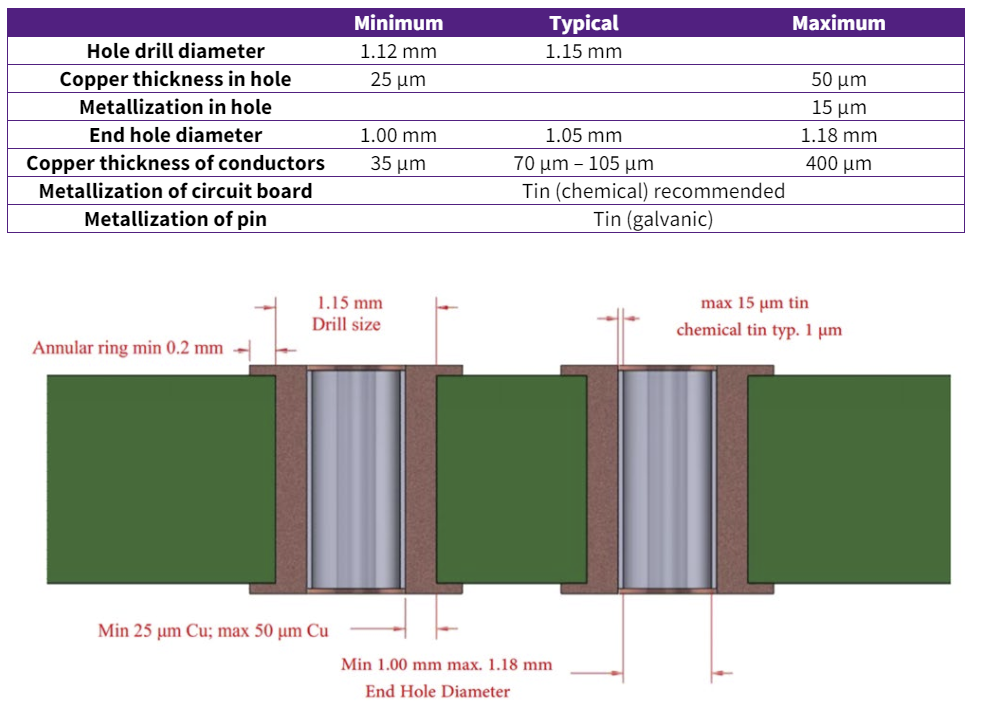 Minimum Typical Maximum
Hole drill diameter 1.12 mm 1.15 mm
Copper thickness in hole 25 μm 50 μm
Metallization in hole 15 μm
End hole diameter 1.00 mm 1.05 mm 1.18 mm
Copper thickness of conductors 35 μm 70 μm – 105 μm 400 μm
Metallization of circuit board Tin (chemical) recommended
Metallization of pin Tin (galvanic)
1.15 mm
Drill size
max 15 μm tin
chemical tin typ. 1 μm
Annular ring min 0.2 mm
Min 25 μm Cu; max 50 μm Cu
Min 1.00 mm max. 1.18 mm
End Hole Diameter